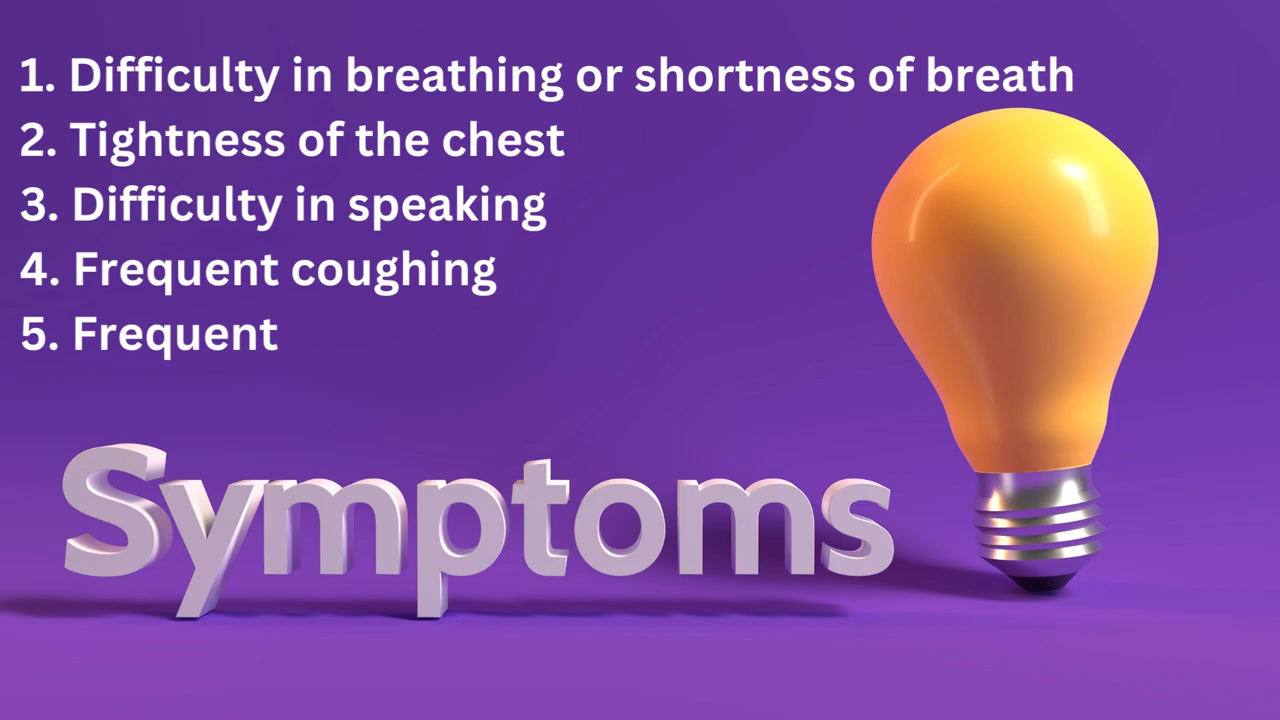 1. Difficulty in breathing or shortness of breath
2. Tightness of the chest
3. Difficulty in speaking
4. Frequent coughing
5. Frequent
Symptoms